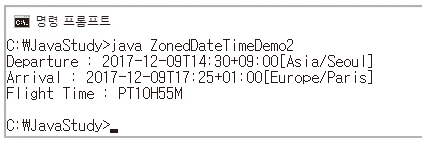 명령 프롬프트
C:\JavaStudy>java ZonedDateTimeDemo2
Departure : 2017-12-09T14:30+09:00[Asia/Seoul]
Arrival : 2017-12-09T17:25+01:00[Europe/Paris]
Flight Time : PT10H55M
C:\JavaStudy>